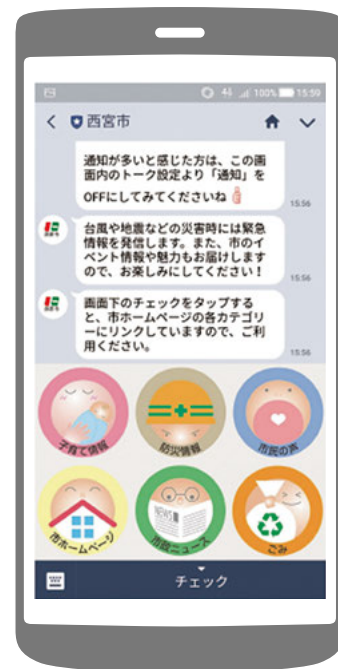 100% 15:59
西宮市
通知が多いと感じた方は、この画
面内のトーク設定より「通知」を
OFFにしてみてくださいね
15:56
台風や地震などの災害時には緊急
情報を発信します。また、市のイ
ベント情報や魅力もお届けします
ので、お楽しみにしてください！
15:56
画面下のチェックをタップする
と、市ホームページの各カテゴリ
ーにリンクしていますので、ご利
用ください。
15:56
子育て情報
防災情報
市民の声
市ホームページ
NEWS
市政ニュース
ごみ
チェック